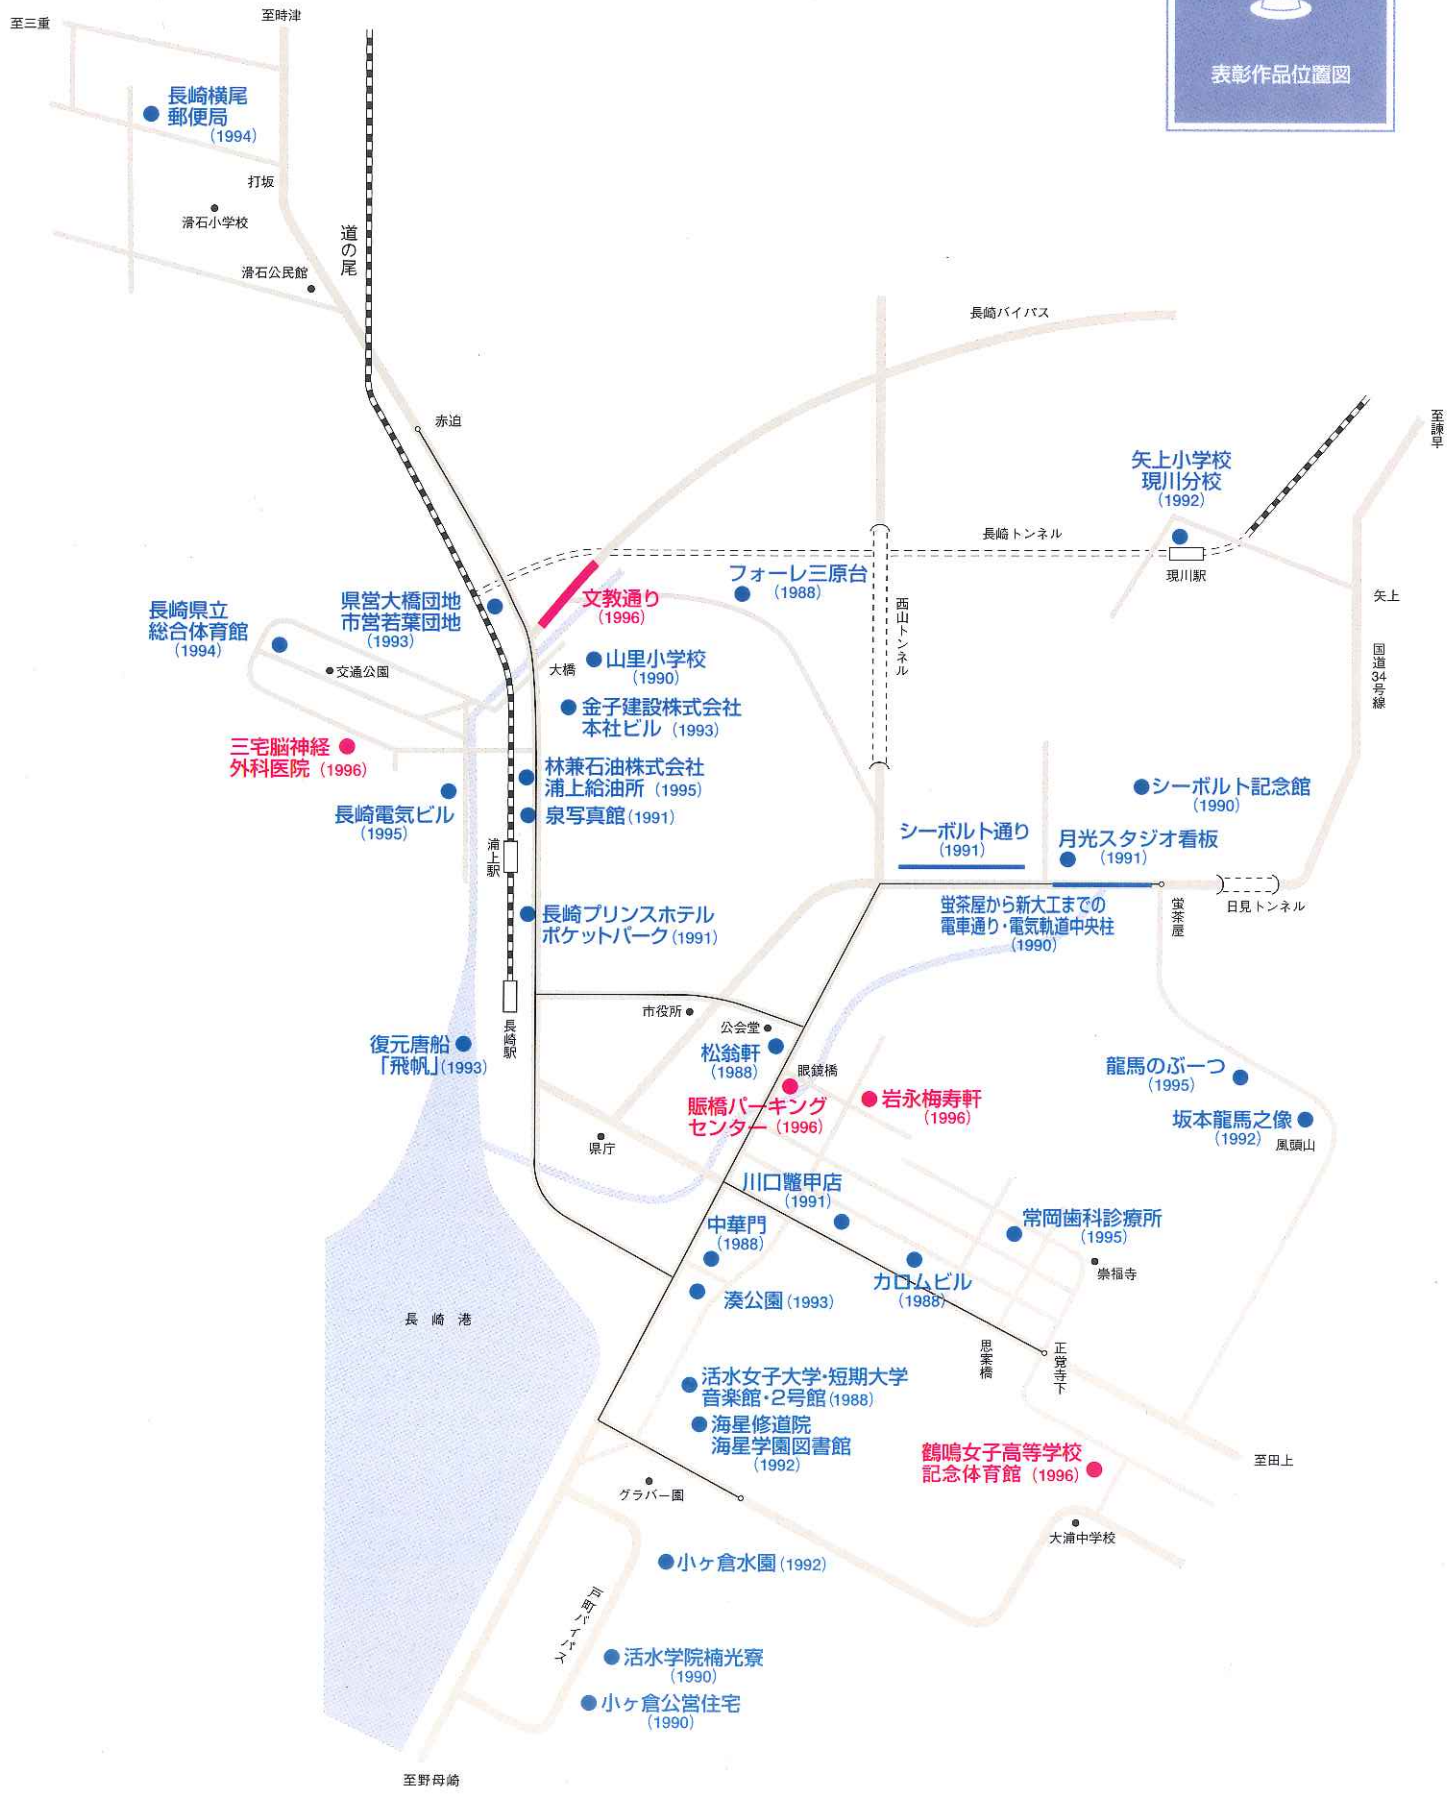 至三重
至時津
表彰作品位置図
長崎横尾
郵便局
(1994)
打坂
滑石小学校
道の尾
滑石公民館
長崎バイパス
赤迫
至諫早
矢上小学校
現川分校
(1992)
長崎トンネル
現川駅
フォーレ三原台
(1988)
文教通り
(1996)
県営大橋団地
市営若葉団地
(1993)
長崎県立
総合体育館
(1994)
交通公園
西山トンネル
矢上
国道34号線
大橋
山里小学校
(1990)
金子建設株式会社
本社ビル (1993)
三宅脳神経
外科医院 (1996)
林兼石油株式会社
浦上給油所 (1995)
長崎電気ビル
(1995)
泉写真館(1991)
浦上駅
シーボルト記念館
(1990)
シーボルト通り
(1991)
月光スタジオ看板
(1991)
蛍茶屋から新大工までの
電車通り・電気軌道中央柱
(1990)
蛍茶屋
日見トンネル
長崎プリンスホテル
ポケットパーク(1991)
長崎駅
市役所
公会堂
復元唐船
「飛帆」(1993)
松翁軒
(1988)
眼鏡橋
賑橋パーキング
センター (1996)
岩永梅寿軒
(1996)
龍馬のぶーつ
(1995)
坂本龍馬之像
(1992)
風頭山
県庁
川口鼈甲店
(1991)
中華門
(1988)
常岡歯科診療所
(1995)
崇福寺
カロムビル
(1988)
湊公園(1993)
長崎港
思案橋
正覚寺下
活水女子大学・短期大学
音楽館・2号館(1988)
海星修道院
海星学園図書館
(1992)
鶴鳴女子高等学校
記念体育館 (1996)
至田上
グラバー園
大浦中学校
小ヶ倉水園(1992)
戸町バイパス
活水学院楠光寮
(1990)
小ヶ倉公営住宅
(1990)
至野母崎